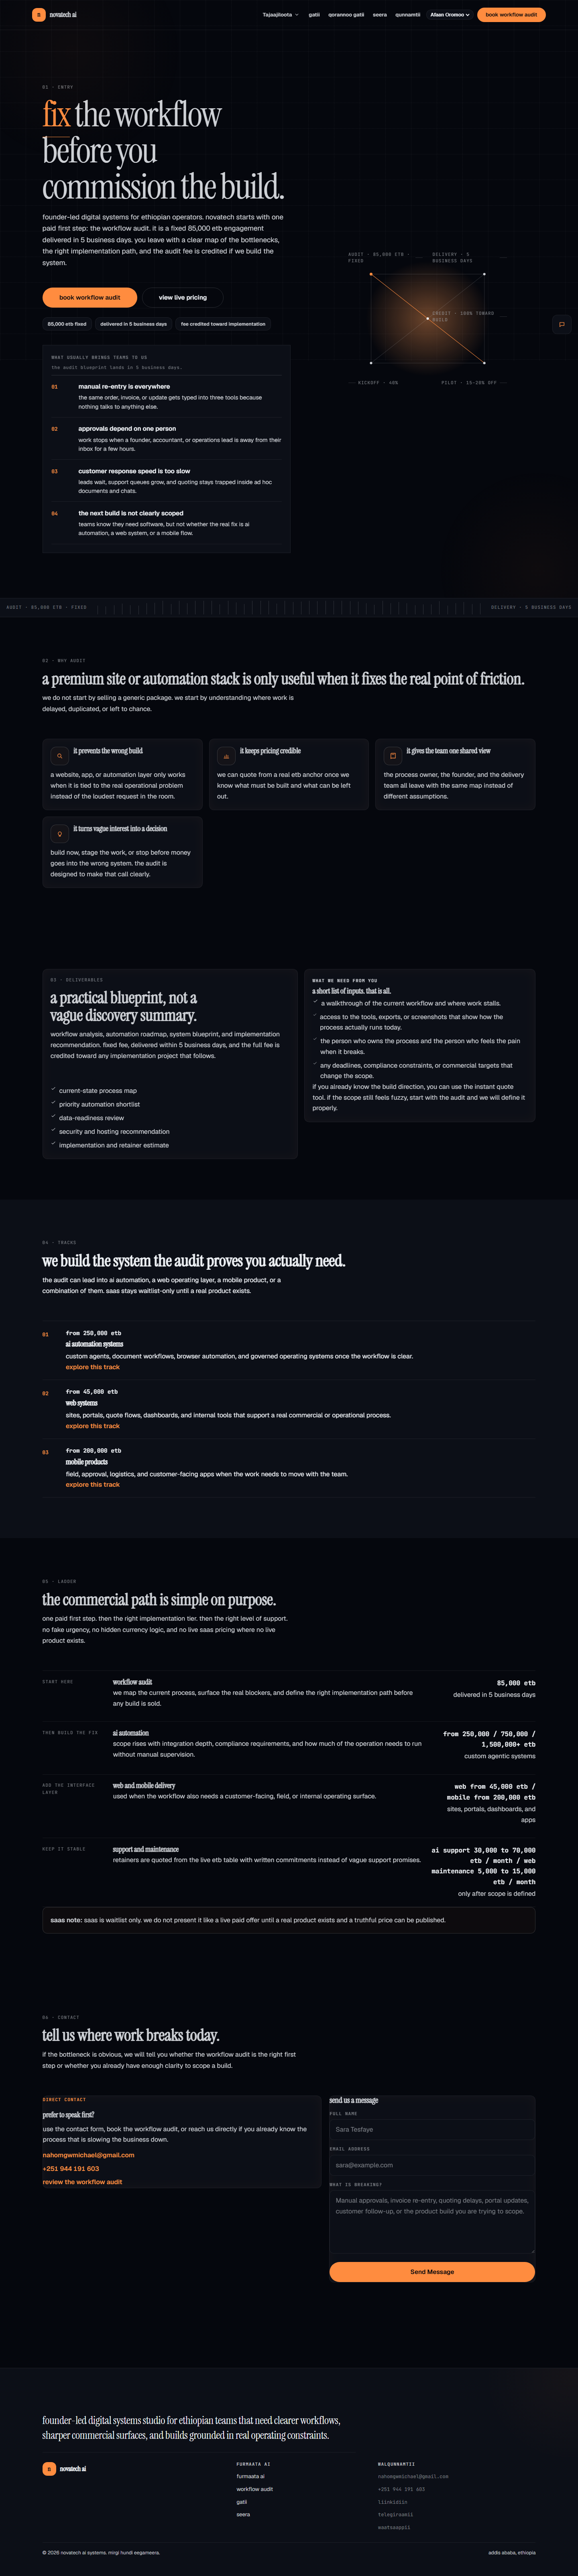 novatech ai
Tajaajiloota
gatii
qorannoo gatii
seera
qunnamtii
Afaan Oromoo
book workflow audit
01 · ENTRY
fix the workflow
before you
commission the build.
founder-led digital systems for ethiopian operators. novatech starts with one
paid first step: the workflow audit. it is a fixed 85,000 etb engagement
delivered in 5 business days. you leave with a clear map of the bottlenecks,
the right implementation path, and the audit fee is credited if we build the
system.
book workflow audit
view live pricing
85,000 etb fixed
delivered in 5 business days
fee credited toward implementation
AUDIT · 85,000 ETB ·
FIXED
DELIVERY · 5
BUSINESS DAYS
CREDIT · 100% TOWARD
BUILD
KICKOFF · 40%
PILOT · 15-20% OFF
WHAT USUALLY BRINGS TEAMS TO US
the audit blueprint lands in 5 business days.
01
manual re-entry is everywhere
the same order, invoice, or update gets typed into three tools because
nothing talks to anything else.
02
approvals depend on one person
work stops when a founder, accountant, or operations lead is away from their
inbox for a few hours.
03
customer response speed is too slow
leads wait, support queues grow, and quoting stays trapped inside ad hoc
documents and chats.
04
the next build is not clearly scoped
teams know they need software, but not whether the real fix is ai
automation, a web system, or a mobile flow.
AUDIT · 85,000 ETB · FIXED
DELIVERY · 5 BUSINESS DAYS
02 · WHY AUDIT
a premium site or automation stack is only useful when it fixes the real point of friction.
we do not start by selling a generic package. we start by understanding where work is
delayed, duplicated, or left to chance.
it prevents the wrong build
a website, app, or automation layer only works
when it is tied to the real operational problem
instead of the loudest request in the room.
it keeps pricing credible
we can quote from a real etb anchor once we
know what must be built and what can be left
out.
it gives the team one shared view
the process owner, the founder, and the delivery
team all leave with the same map instead of
different assumptions.
it turns vague interest into a decision
build now, stage the work, or stop before money
goes into the wrong system. the audit is
designed to make that call clearly.
03 · DELIVERABLES
a practical blueprint, not a
vague discovery summary.
workflow analysis, automation roadmap, system blueprint, and implementation
recommendation. fixed fee, delivered within 5 business days, and the full fee is
credited toward any implementation project that follows.
current-state process map
priority automation shortlist
data-readiness review
security and hosting recommendation
implementation and retainer estimate
WHAT WE NEED FROM YOU
a short list of inputs. that is all.
a walkthrough of the current workflow and where work stalls.
access to the tools, exports, or screenshots that show how the
process actually runs today.
the person who owns the process and the person who feels the pain
when it breaks.
any deadlines, compliance constraints, or commercial targets that
change the scope.
if you already know the build direction, you can use the instant quote
tool. if the scope still feels fuzzy, start with the audit and we will define it
properly.
04 · TRACKS
we build the system the audit proves you actually need.
the audit can lead into ai automation, a web operating layer, a mobile product, or a
combination of them. saas stays waitlist-only until a real product exists.
01
from 250,000 etb
ai automation systems
custom agents, document workflows, browser automation, and governed operating systems once the workflow is clear.
explore this track
02
from 45,000 etb
web systems
sites, portals, quote flows, dashboards, and internal tools that support a real commercial or operational process.
explore this track
03
from 200,000 etb
mobile products
field, approval, logistics, and customer-facing apps when the work needs to move with the team.
explore this track
05 · LADDER
the commercial path is simple on purpose.
one paid first step. then the right implementation tier. then the right level of support.
no fake urgency, no hidden currency logic, and no live saas pricing where no live
product exists.
START HERE
workflow audit
we map the current process, surface the real blockers, and define the right implementation path before
any build is sold.
85,000 etb
delivered in 5 business days
THEN BUILD THE FIX
ai automation
scope rises with integration depth, compliance requirements, and how much of the operation needs to run
without manual supervision.
from 250,000 / 750,000 /
1,500,000+ etb
custom agentic systems
ADD THE INTERFACE
LAYER
web and mobile delivery
used when the workflow also needs a customer-facing, field, or internal operating surface.
web from 45,000 etb /
mobile from 200,000 etb
sites, portals, dashboards, and
apps
KEEP IT STABLE
support and maintenance
retainers are quoted from the live etb table with written commitments instead of vague support promises.
ai support 30,000 to 70,000
etb / month / web
maintenance 5,000 to 15,000
etb / month
only after scope is defined
saas note: saas is waitlist only. we do not present it like a live paid offer until a real product exists and a truthful price can be published.
06 · CONTACT
tell us where work breaks today.
if the bottleneck is obvious, we will tell you whether the workflow audit is the right first
step or whether you already have enough clarity to scope a build.
DIRECT CONTACT
prefer to speak first?
use the contact form, book the workflow audit, or reach us directly if you already know the
process that is slowing the business down.
nahomgwmichael@gmail.com
+251 944 191 603
review the workflow audit
send us a message
FULL NAME
Sara Tesfaye
EMAIL ADDRESS
sara@example.com
WHAT IS BREAKING?
Manual approvals, invoice re-entry, quoting delays, portal updates,
customer follow-up, or the product build you are trying to scope.
Send Message
founder-led digital systems studio for ethiopian teams that need clearer workflows,
sharper commercial surfaces, and builds grounded in real operating constraints.
novatech ai
FURMAATA AI
furmaata ai
workflow audit
gatii
seera
WALQUNNAMTII
nahomgwmichael@gmail.com
+251 944 191 603
liinkidiin
telegiraamii
waatsaappii
© 2026 novatech ai systems. mirgi hundi eegameera.
addis ababa, ethiopia